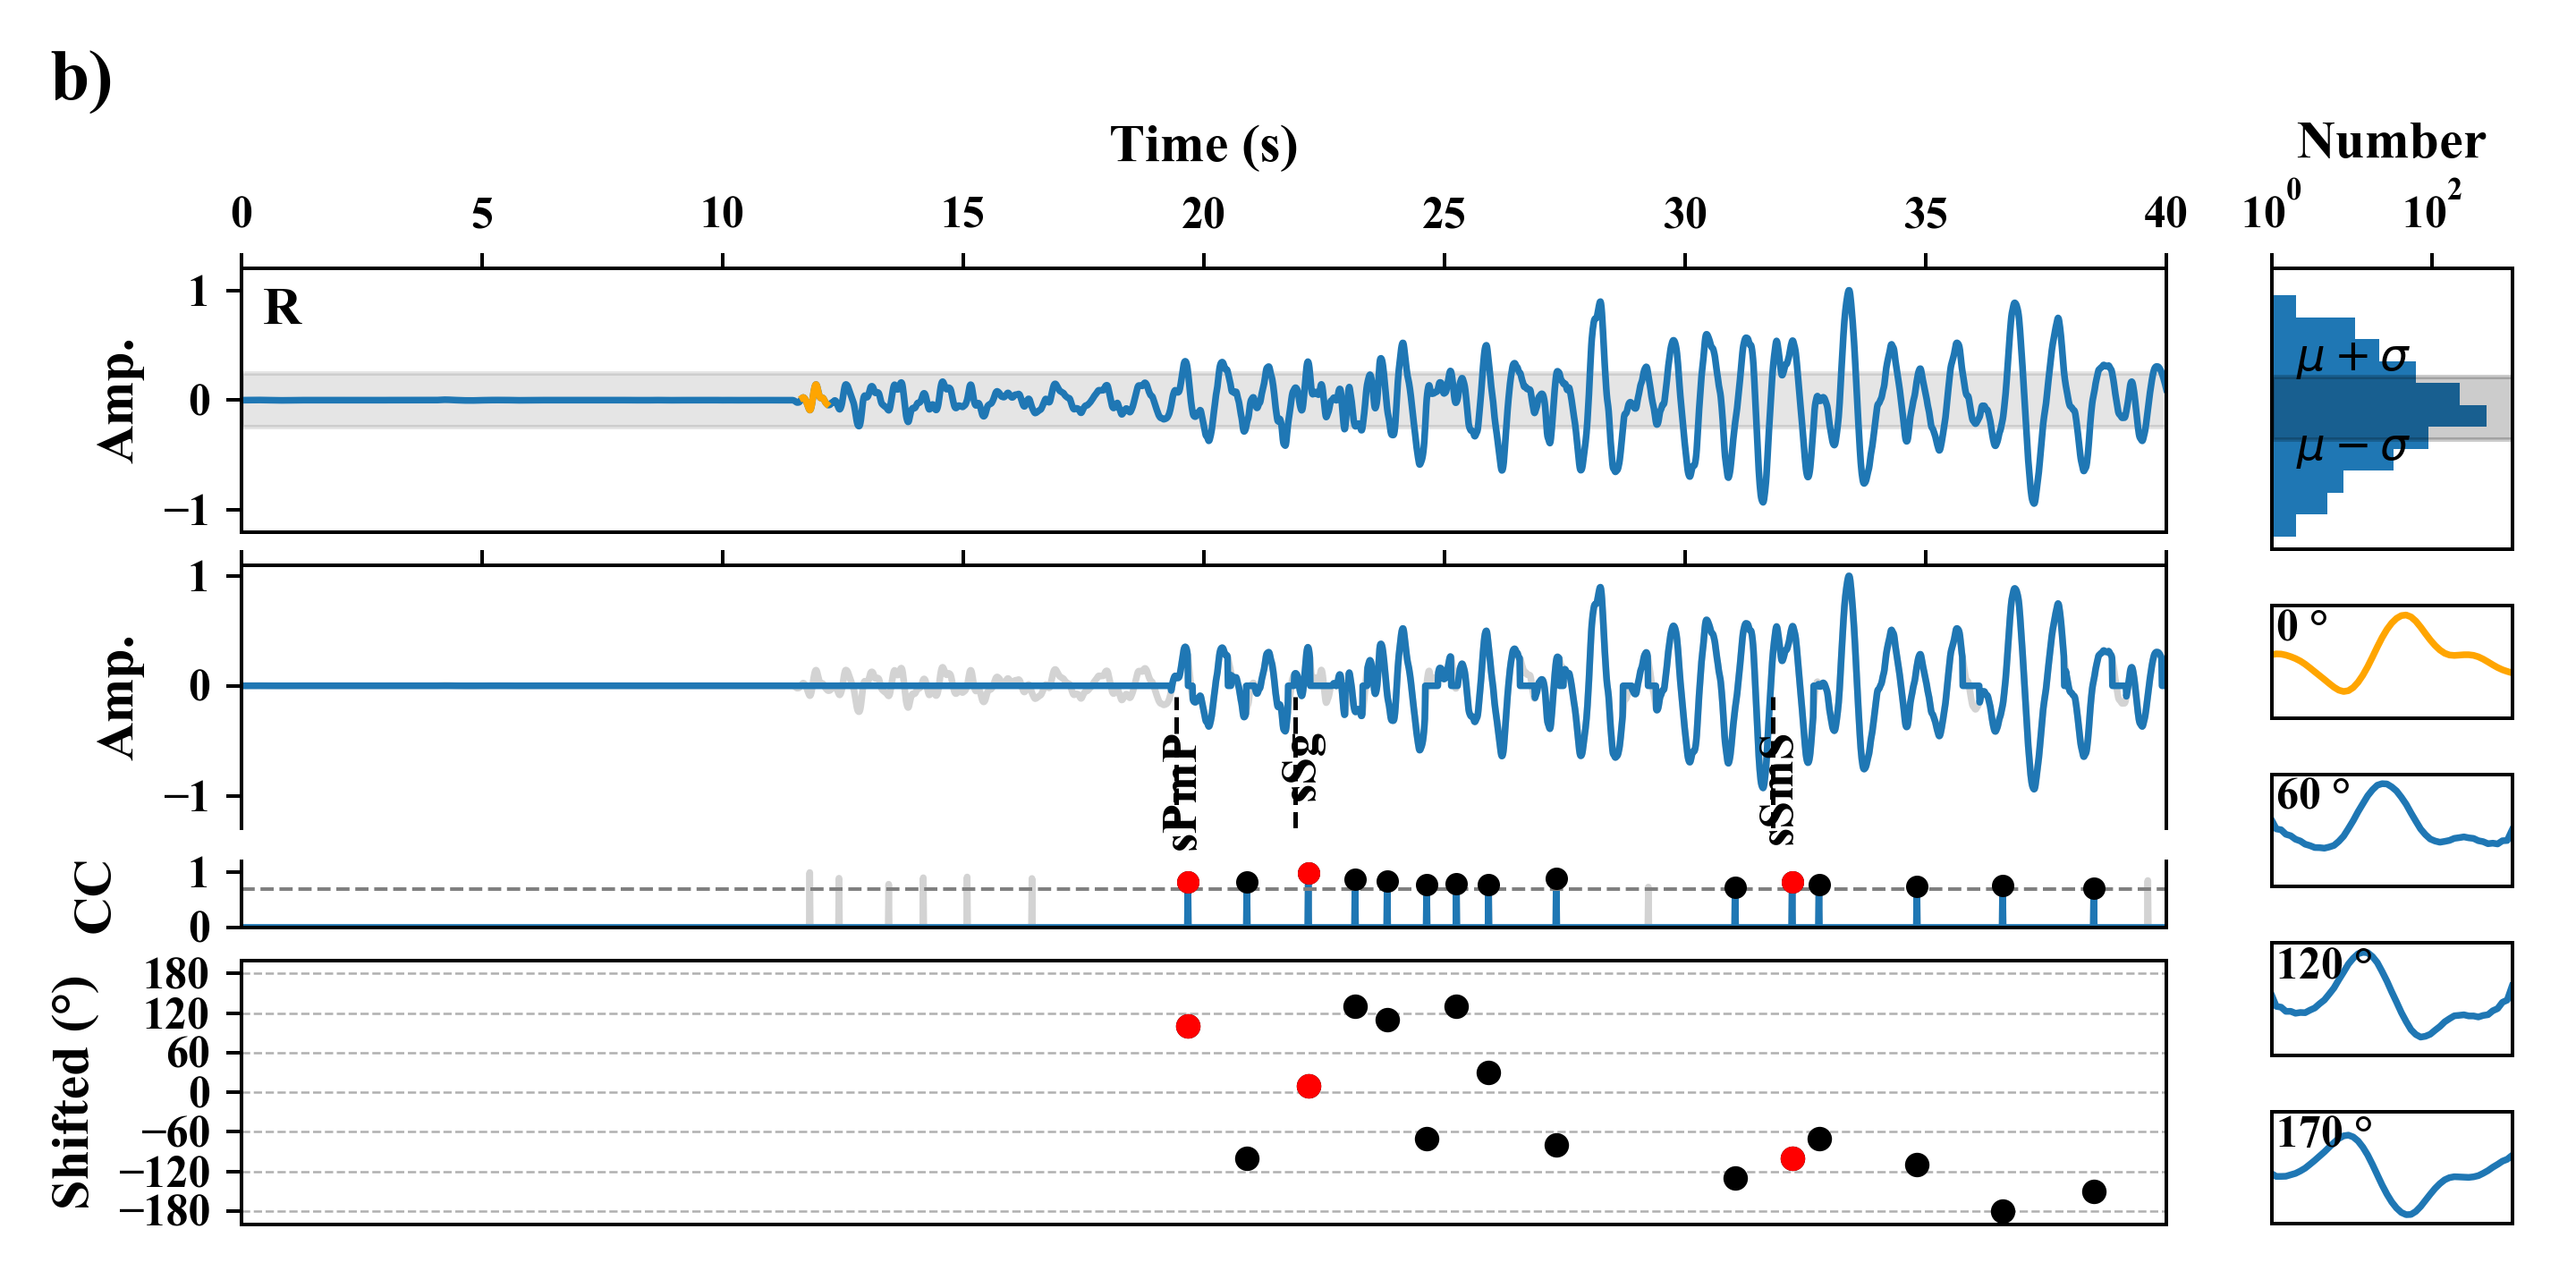 b)
Time (s)
Number
0 5 10 15 20 25 30 35 40
10^0 10^2
R
Amp.
1
0
−1
μ + σ
μ − σ
Amp.
1
0
−1
sPmP
sSg
sSmS
0 °
60 °
CC
1
0
120 °
Shifted (°)
180
120
60
0
−60
−120
−180
170 °